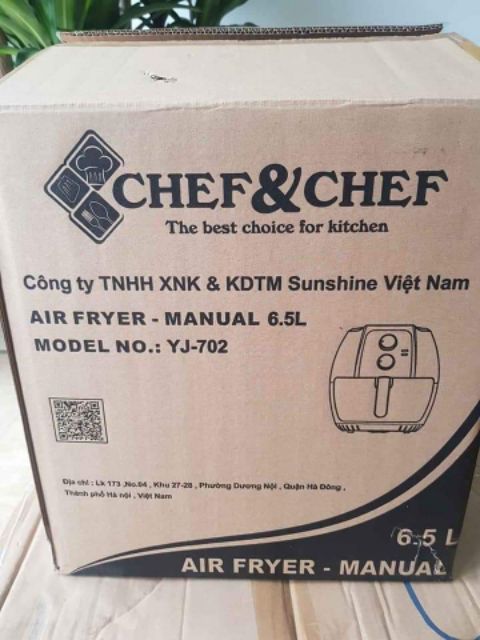 CHEF&CHEF
The best choice for kitchen
Công ty TNHH XNK & KDTM Sunshine Việt Nam
AIR FRYER - MANUAL 6.5L
MODEL NO.: YJ-702
Địa chỉ : Lk 173 ,No.04 , Khu 27-28 , Phường Dương Nội , Quận Hà Đông ,
Thành phố Hà nội , Việt Nam
6.5 L
AIR FRYER - MANUAL